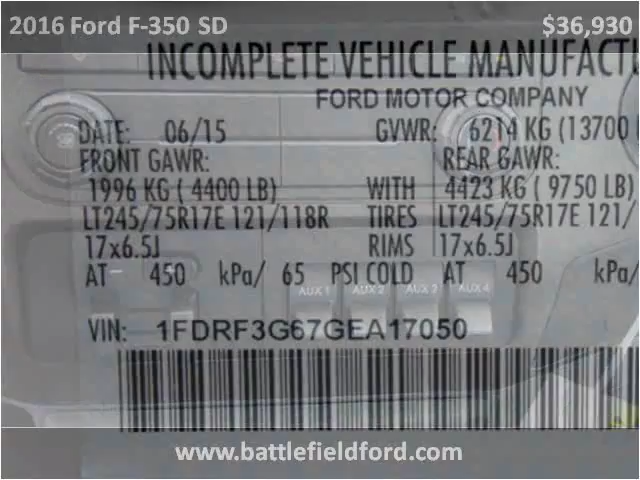 2016 Ford F-350 SD $36,930
INCOMPLETE VEHICLE MANUFACTU
FORD MOTOR COMPANY
DATE: 06/15 GVWR: 6214 KG (13700 L
FRONT GAWR: REAR GAWR:
1996 KG ( 4400 LB) WITH 4423 KG ( 9750 LB)
LT245/75R17E 121/118R TIRES LT245/75R17E 121/
17x6.5J RIMS 17x6.5J
AT 450 kPa/ 65 PSI COLD AT 450 kPa/
AUX 1 AUX 2 AUX 3 AUX 4
VIN: 1FDRF3G67GEA17050
www.battlefieldford.com